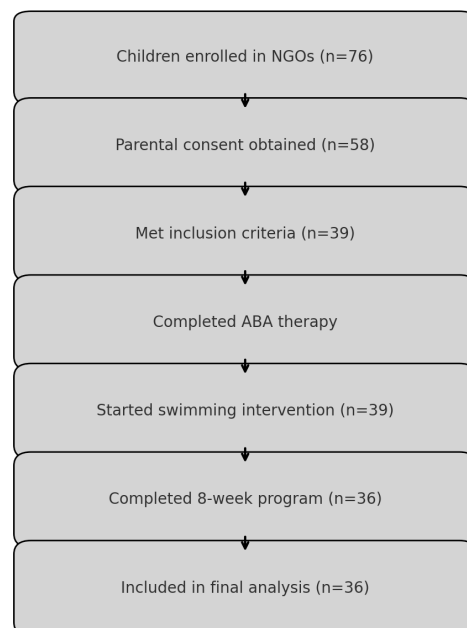 Children enrolled in NGOs (n=76)
Parental consent obtained (n=58)
Met inclusion criteria (n=39)
Completed ABA therapy
Started swimming intervention (n=39)
Completed 8-week program (n=36)
Included in final analysis (n=36)